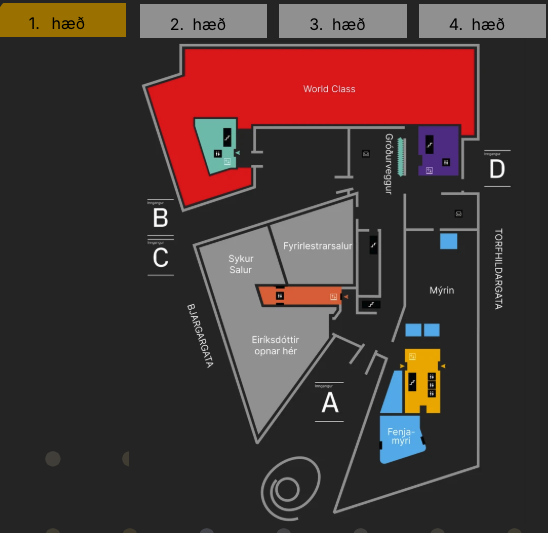 1. hæð
2. hæð
3. hæð
4. hæð
World Class
Gróðurveggur
D
B
C
Sykur
Salur
Fyrirlestrarsalur
Mýrin
TORFHILDARGATA
BJARGARGATA
Eiríksdóttir
opnar hér
A
Fenja-
mýri